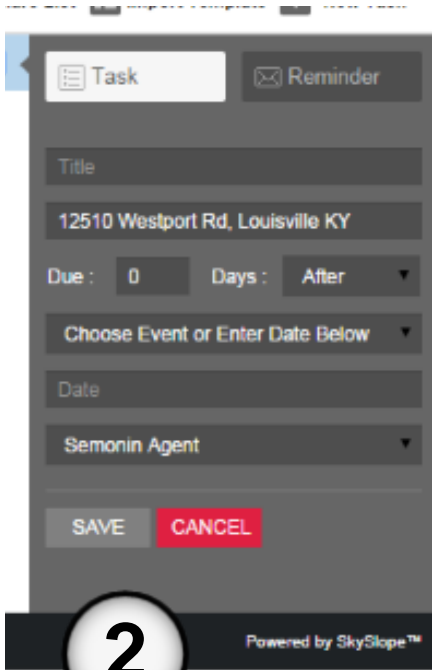 Task Reminder
Title
12510 Westport Rd, Louisville KY
Due : 0 Days : After
Choose Event or Enter Date Below
Date
Semonin Agent
SAVE CANCEL
Powered by SkySlope™
2